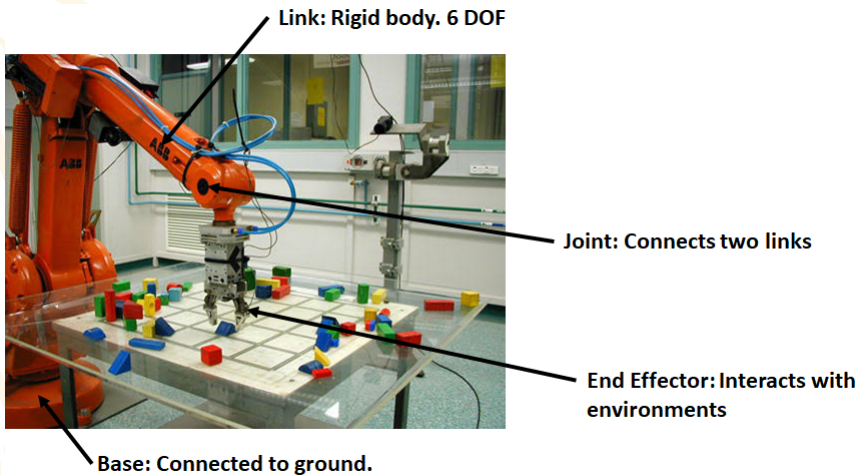 Link: Rigid body. 6 DOF
ABB
ABB
Joint: Connects two links
End Effector: Interacts with
environments
Base: Connected to ground.